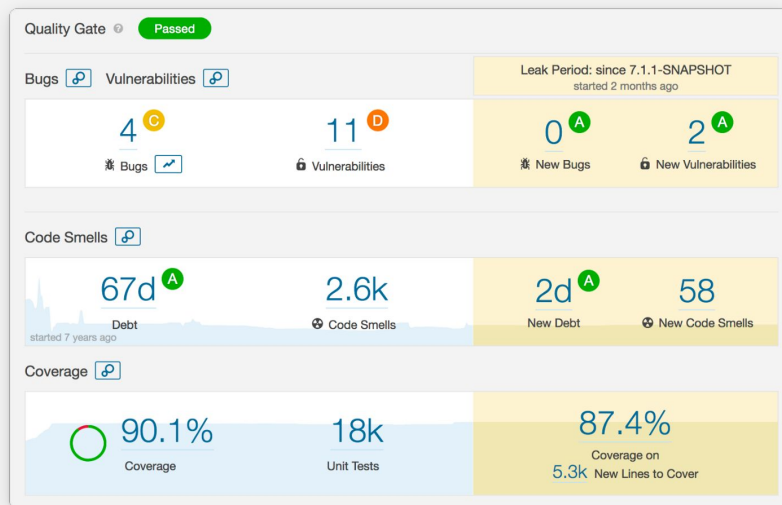 Quality Gate ? Passed
Leak Period: since 7.1.1-SNAPSHOT
started 2 months ago
Bugs Vulnerabilities
4 C
Bugs
11 D
Vulnerabilities
0 A
New Bugs
2 A
New Vulnerabilities
Code Smells
67d A
Debt
started 7 years ago
2.6k
Code Smells
2d A
New Debt
58
New Code Smells
Coverage
90.1%
Coverage
18k
Unit Tests
87.4%
Coverage on
5.3k New Lines to Cover